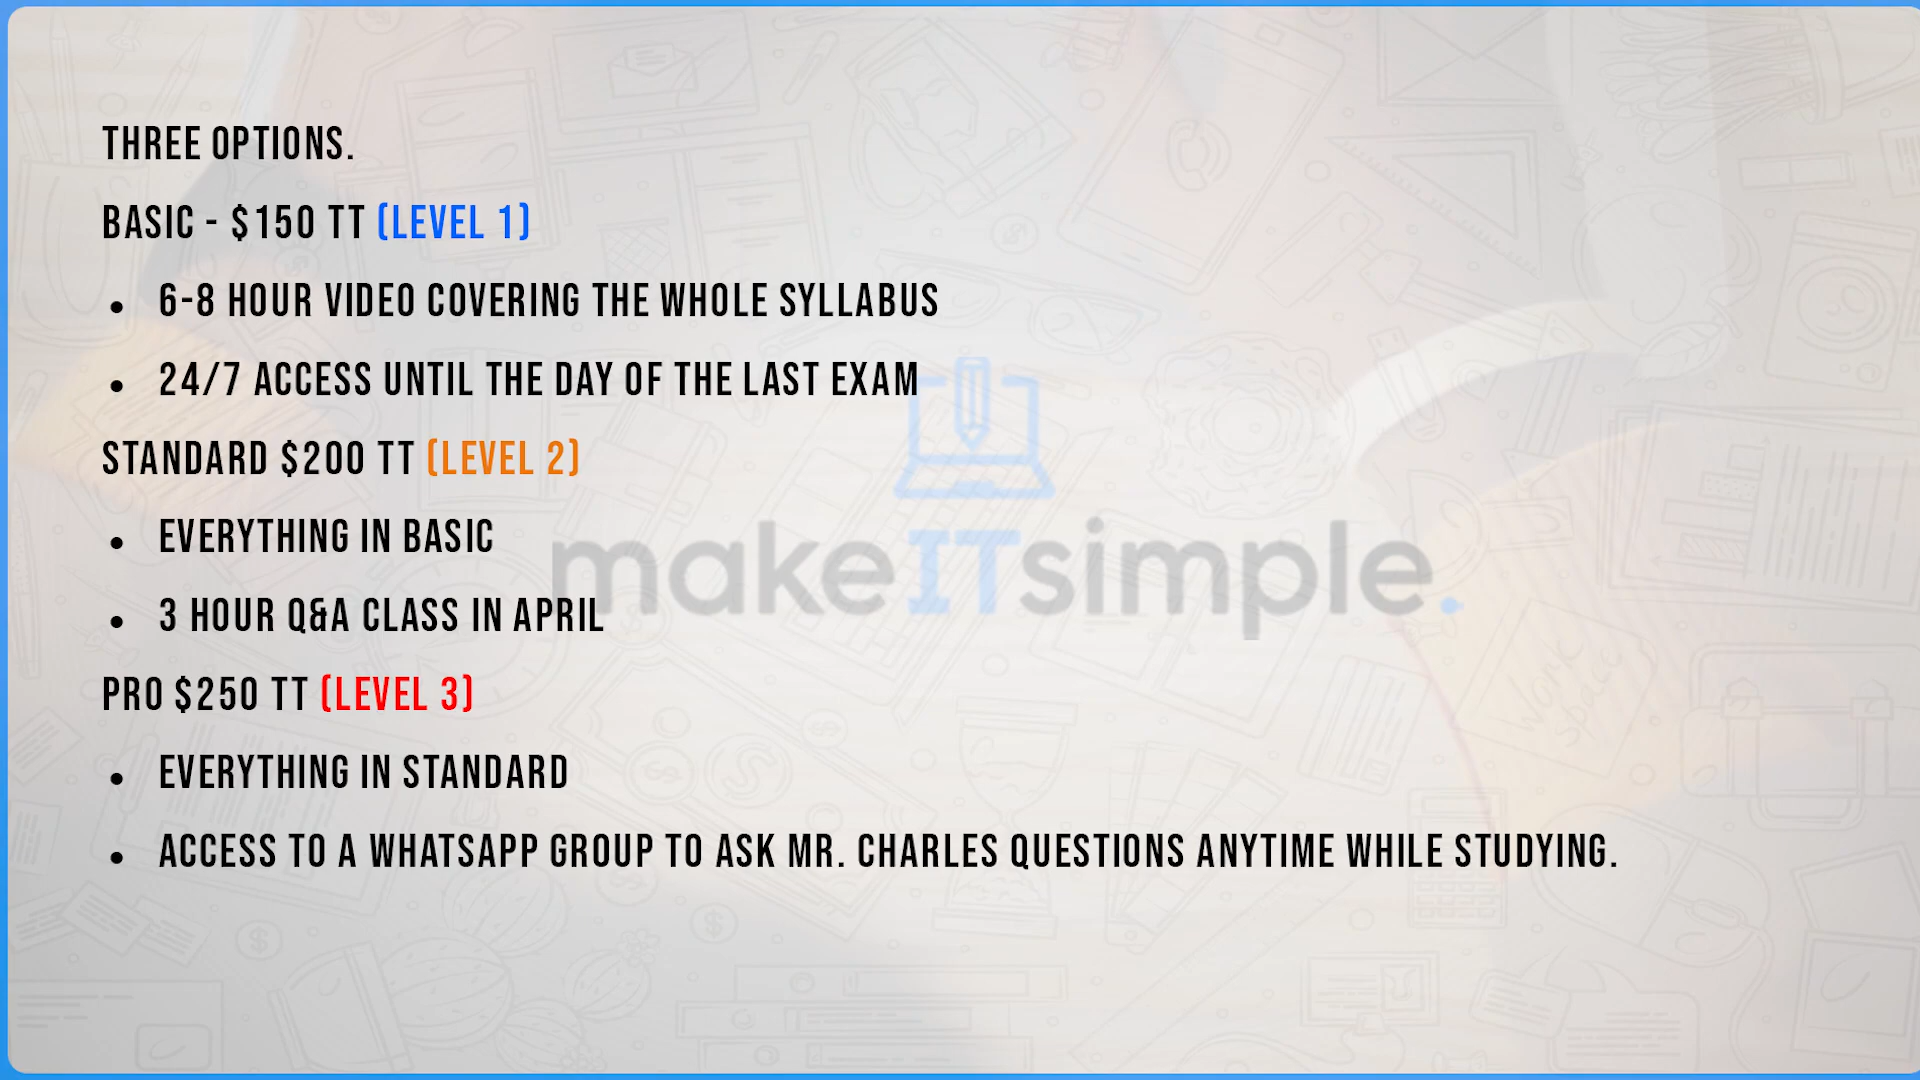 THREE OPTIONS.
BASIC - $150 TT (LEVEL 1)
• 6-8 HOUR VIDEO COVERING THE WHOLE SYLLABUS
• 24/7 ACCESS UNTIL THE DAY OF THE LAST EXAM
STANDARD $200 TT (LEVEL 2)
• EVERYTHING IN BASIC
• 3 HOUR Q&A CLASS IN APRIL
makeITsimple.
PRO $250 TT (LEVEL 3)
• EVERYTHING IN STANDARD
• ACCESS TO A WHATSAPP GROUP TO ASK MR. CHARLES QUESTIONS ANYTIME WHILE STUDYING.
Work
space